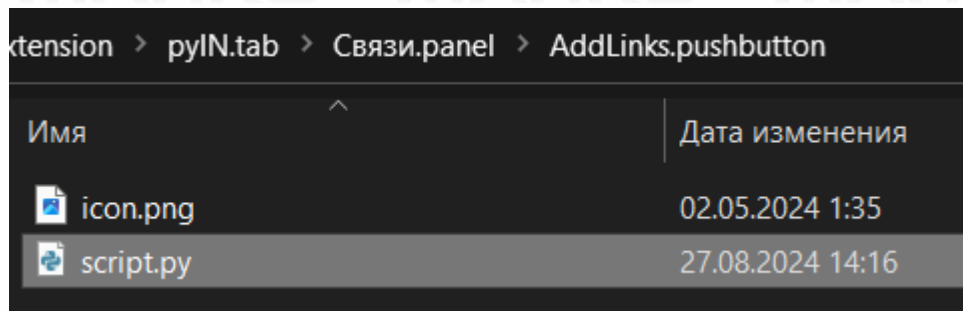 xtension > pyIN.tab > Связи.panel > AddLinks.pushbutton
Имя Дата изменения
icon.png 02.05.2024 1:35
script.py 27.08.2024 14:16